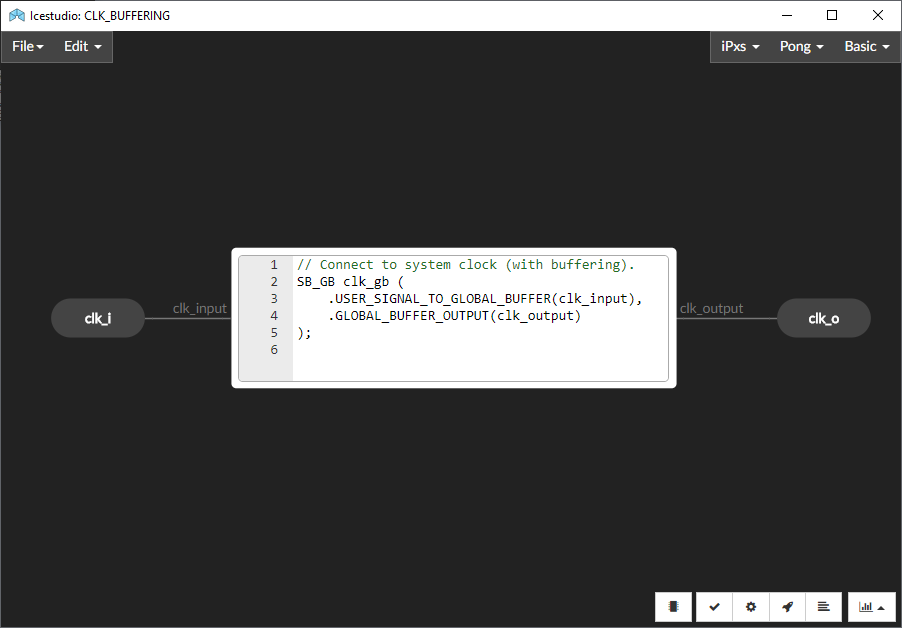 Icestudio: CLK_BUFFERING
File Edit iPxs Pong Basic
1 // Connect to system clock (with buffering).
2 SB_GB clk_gb (
3 .USER_SIGNAL_TO_GLOBAL_BUFFER(clk_input),
4 .GLOBAL_BUFFER_OUTPUT(clk_output)
5 );
6
clk_i clk_input clk_output clk_o